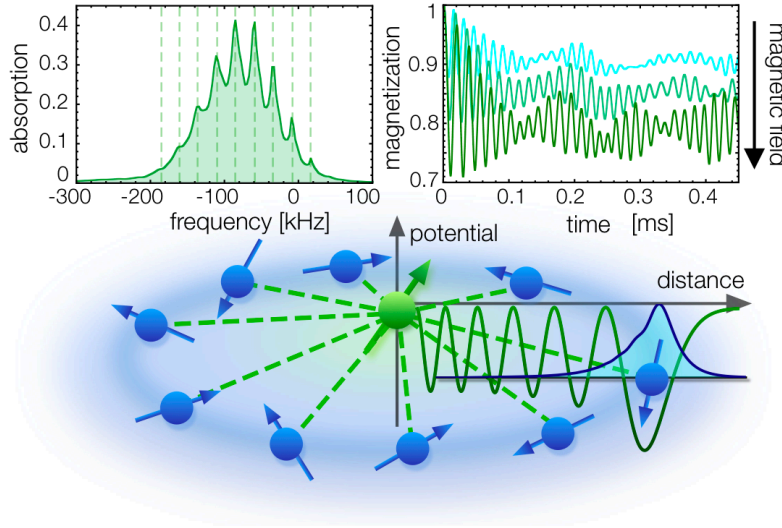 0.4
0.3
0.2
0.1
0
absorption
-300
-200
-100
0
100
frequency [kHz]
1
0.9
0.8
0.7
magnetization
0
0.1
0.2
0.3
0.4
time [ms]
magnetic field
potential
distance